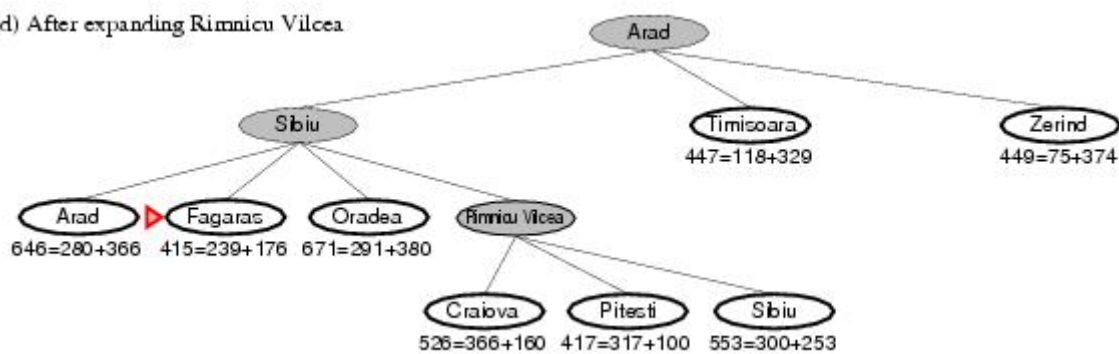 d) After expanding Rimnicu Vilcea
Arad
Sibiu
Timisoara
Zerind
447=118+329
449=75+374
Arad
Fagaras
Oradea
Rimnicu Vilcea
646=280+366
415=239+176
671=291+380
Craiova
Pitesti
Sibiu
526=366+160
417=317+100
553=300+253